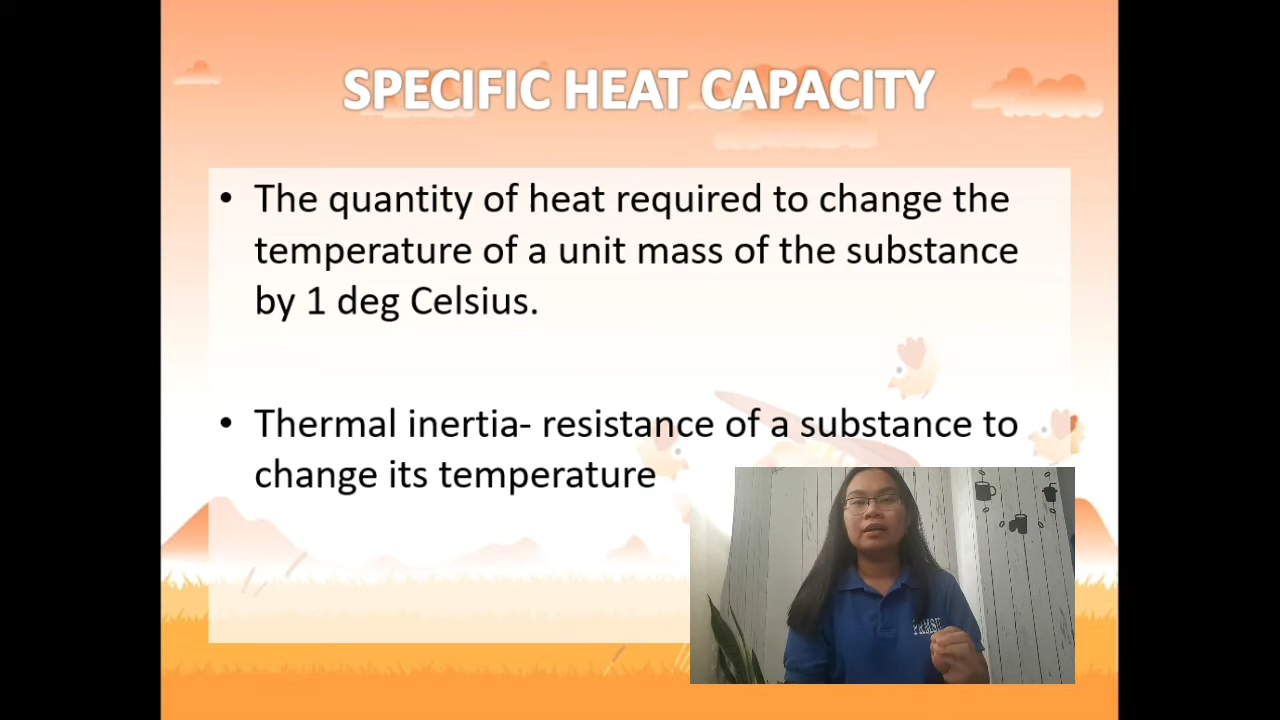 SPECIFIC HEAT CAPACITY
• The quantity of heat required to change the
temperature of a unit mass of the substance
by 1 deg Celsius.
• Thermal inertia- resistance of a substance to
change its temperature